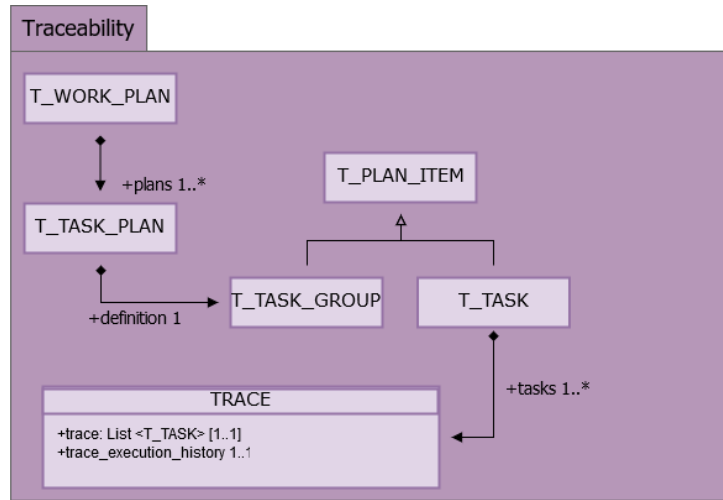 Traceability
T_WORK_PLAN
+plans 1..*
T_PLAN_ITEM
T_TASK_PLAN
+definition 1
T_TASK_GROUP
T_TASK
+tasks 1..*
TRACE
+trace: List <T_TASK> [1..1]
+trace_execution_history 1..1